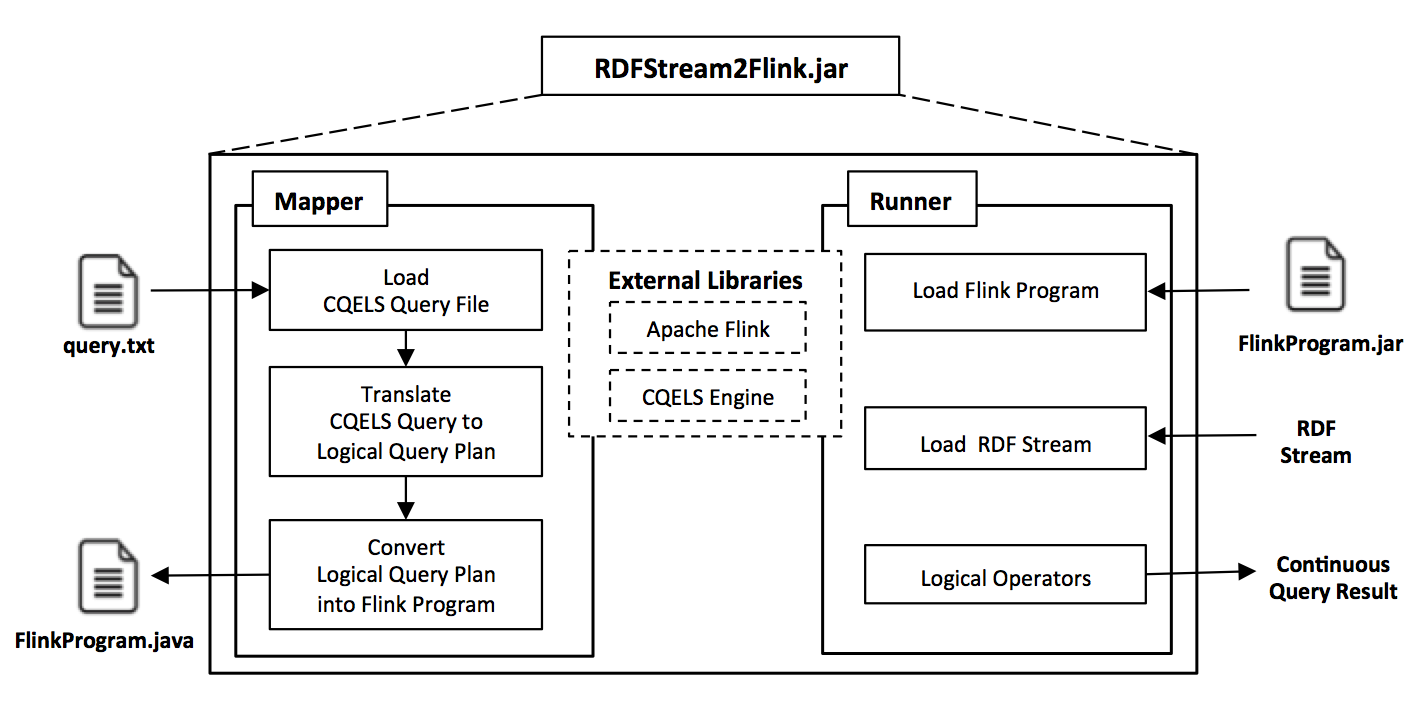 RDFStream2Flink.jar
Mapper
Load
CQELS Query File
Translate
CQELS Query to
Logical Query Plan
Convert
Logical Query Plan
into Flink Program
query.txt
FlinkProgram.java
External Libraries
Apache Flink
CQELS Engine
Runner
Load Flink Program
Load  RDF Stream
Logical Operators
FlinkProgram.jar
RDF
Stream
Continuous
Query Result